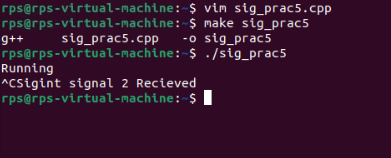 rps@rps-virtual-machine:~$ vim sig_prac5.cpp
rps@rps-virtual-machine:~$ make sig_prac5
g++     sig_prac5.cpp   -o sig_prac5
rps@rps-virtual-machine:~$ ./sig_prac5
Running
^CSigint signal 2 Recieved
rps@rps-virtual-machine:~$